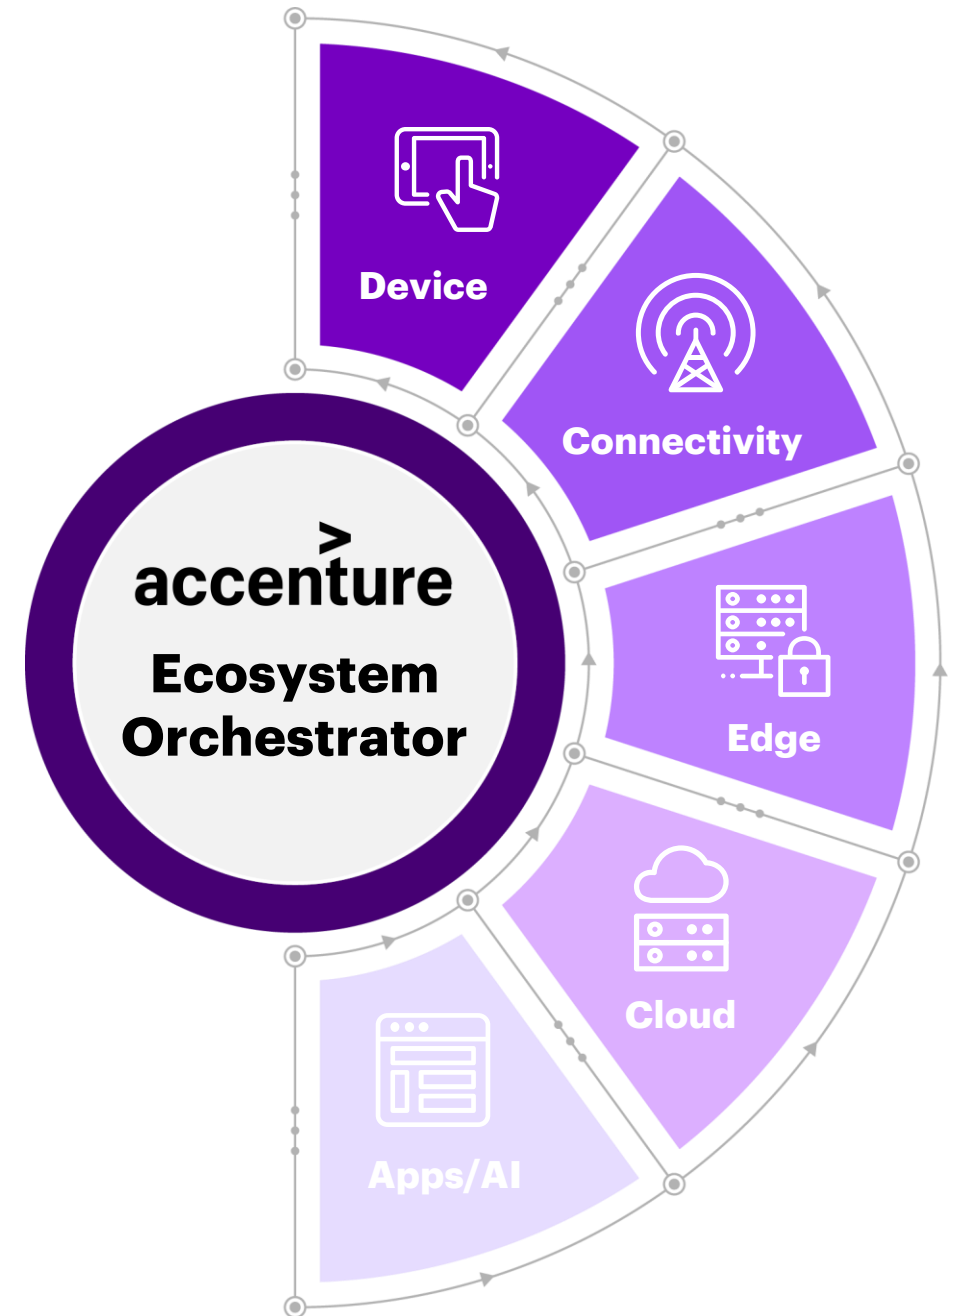 Device
Connectivity
accenture
Ecosystem
Orchestrator
Edge
Cloud
Apps/AI